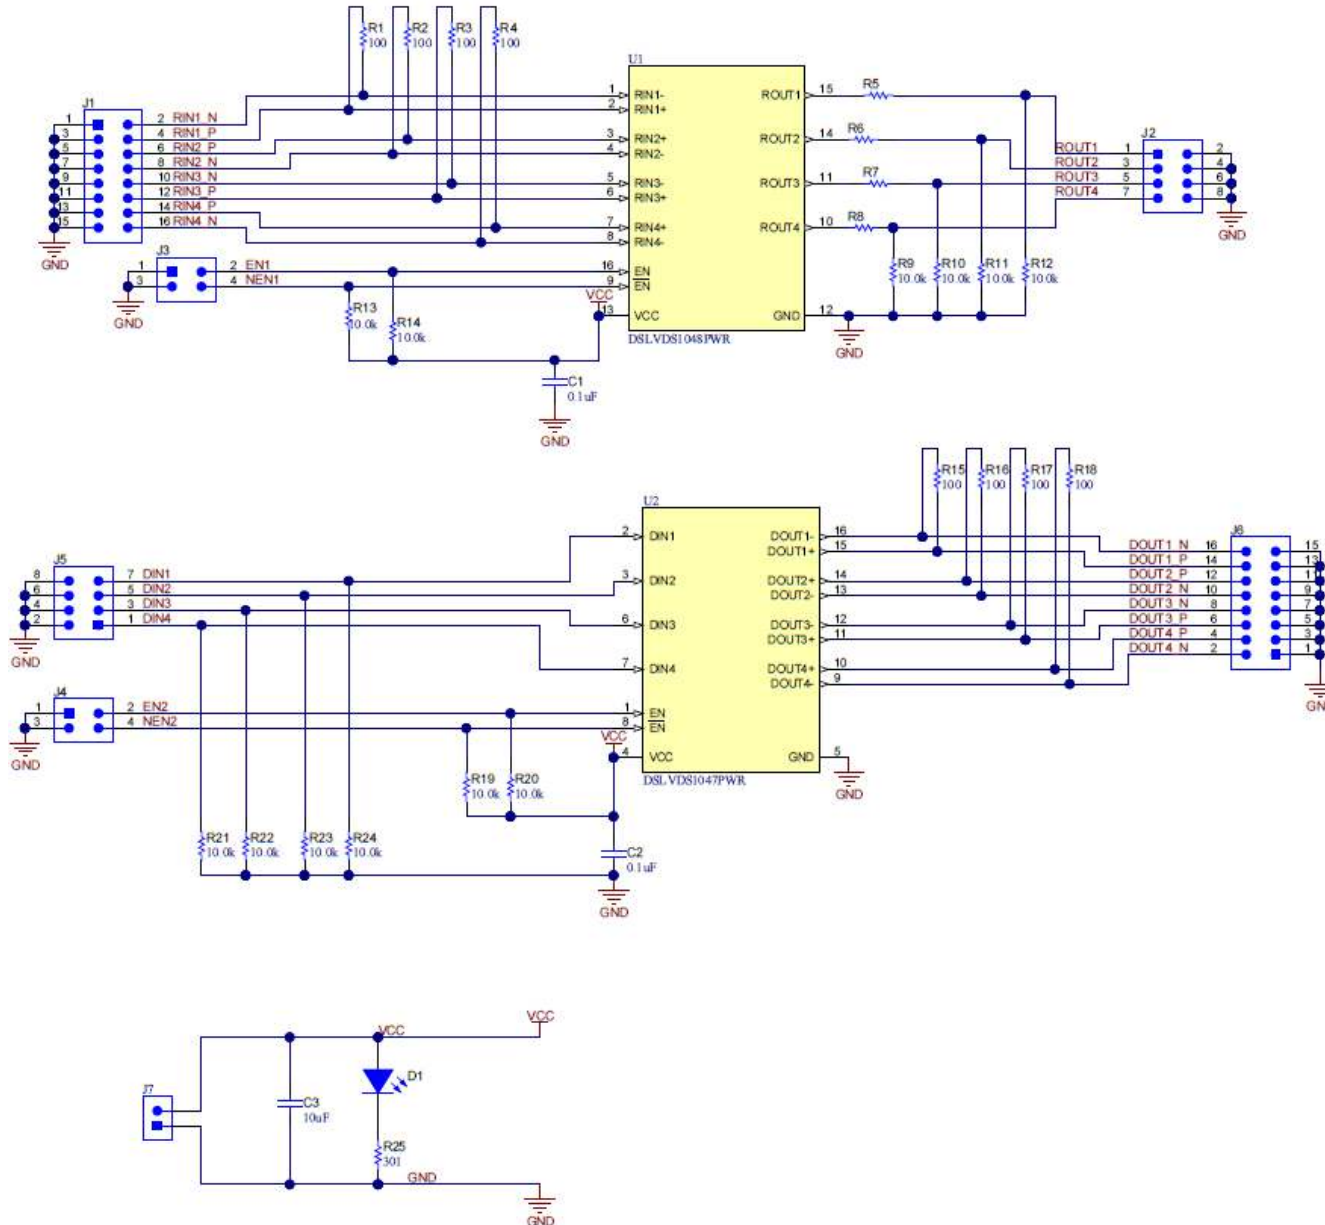 R1 R2 R3 R4
100 100 100 100
U1
1 RIN1- ROUT1 15 R5
2 RIN1+
J1
1 2 RIN1_N
3 4 RIN1_P
5 6 RIN2_P
7 8 RIN2_N
9 10 RIN3_N
11 12 RIN3_P
13 14 RIN4_P
15 16 RIN4_N
GND
3 RIN2+ ROUT2 14 R6
4 RIN2-
5 RIN3- ROUT3 11 R7
6 RIN3+
7 RIN4+ ROUT4 10 R8
8 RIN4-
16 EN
9 EN
VCC
13 VCC GND 12
DSLVDS1048PWR
J2
ROUT1 1 2
ROUT2 3 4
ROUT3 5 6
ROUT4 7 8
GND
R9 R10 R11 R12
10.0k 10.0k 10.0k 10.0k
GND
J3
1 2 EN1
3 4 NEN1
GND
R13
10.0k
R14
10.0k
C1
0.1uF
GND
R15 R16 R17 R18
100 100 100 100
U2
2 DIN1 DOUT1- 16
DOUT1+ 15
3 DIN2 DOUT2+ 14
DOUT2- 13
6 DIN3 DOUT3- 12
DOUT3+ 11
7 DIN4 DOUT4+ 10
DOUT4- 9
1 EN
8 EN
VCC
4 VCC GND 5
DSLVDS1047PWR
GND
J5
8 7 DIN1
6 5 DIN2
4 3 DIN3
2 1 DIN4
GND
J4
1 2 EN2
3 4 NEN2
GND
J6
DOUT1_N 16 15
DOUT1_P 14 13
DOUT2_P 12 11
DOUT2_N 10 9
DOUT3_N 8 7
DOUT3_P 6 5
DOUT4_P 4 3
DOUT4_N 2 1
GND
R19 R20
10.0k 10.0k
R21 R22 R23 R24
10.0k 10.0k 10.0k 10.0k
C2
0.1uF
GND
VCC VCC
J7
C3
10uF
D1
R25
301
GND
GND